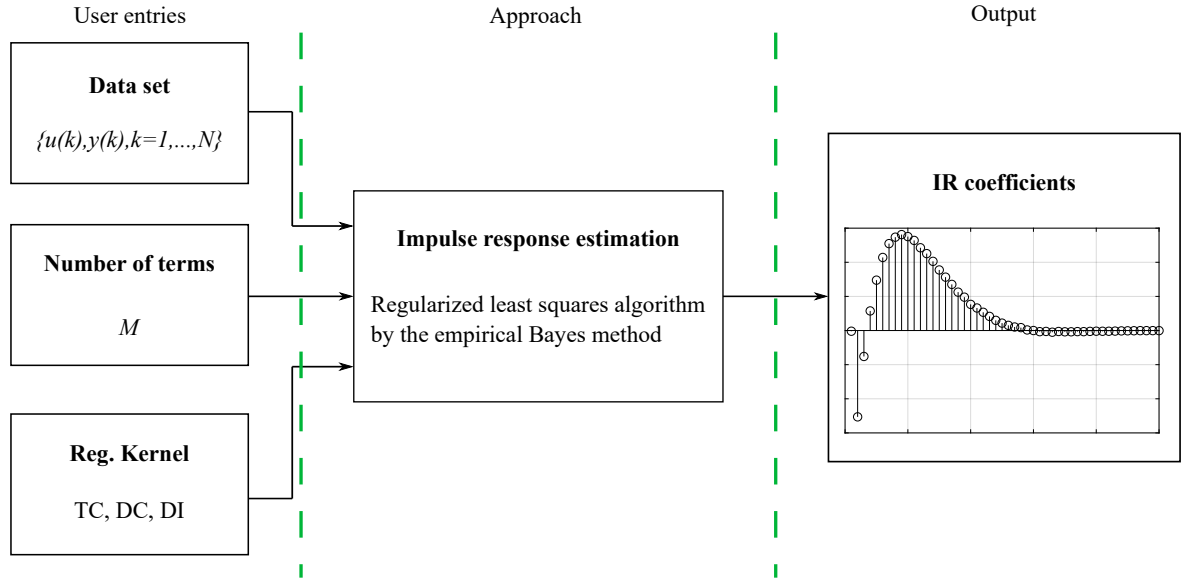 User entries
Approach
Output
Data set
{u(k),y(k),k=1,...,N}
Number of terms
M
Reg. Kernel
TC, DC, DI
Impulse response estimation
Regularized least squares algorithm
by the empirical Bayes method
IR coefficients